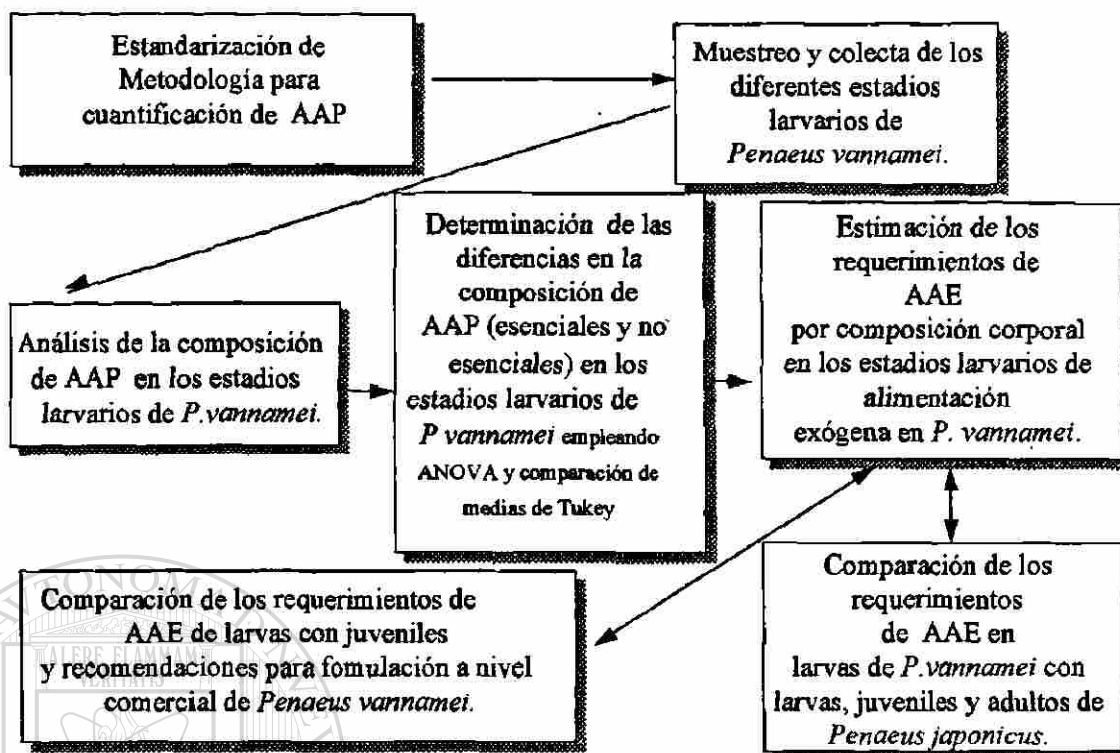 Estandarización de
Metodología para
cuantificación de AAP
Muestreo y colecta de los
diferentes estadios
larvarios de
Penaeus vannamei.
Análisis de la composición
de AAP en los estadios
larvarios de P.vannamei.
Determinación de las
diferencias en la
composición de
AAP (esenciales y no
esenciales) en los
estadios larvarios de
P vannamei empleando
ANOVA y comparación de
medias de Tukey
Estimación de los
requerimientos de
AAE
por composición corporal
en los estadios larvarios de
alimentación
exógena en P. vannamei.
Comparación de los requerimientos de
AAE de larvas con juveniles
y recomendaciones para fomulación a nivel
comercial de Penaeus vannamei.
Comparación de los
requerimientos
de AAE en
larvas de P.vannamei con
larvas, juveniles y adultos de
Penaeus japonicus.
ALERE FLAMMAM
VERITATIS